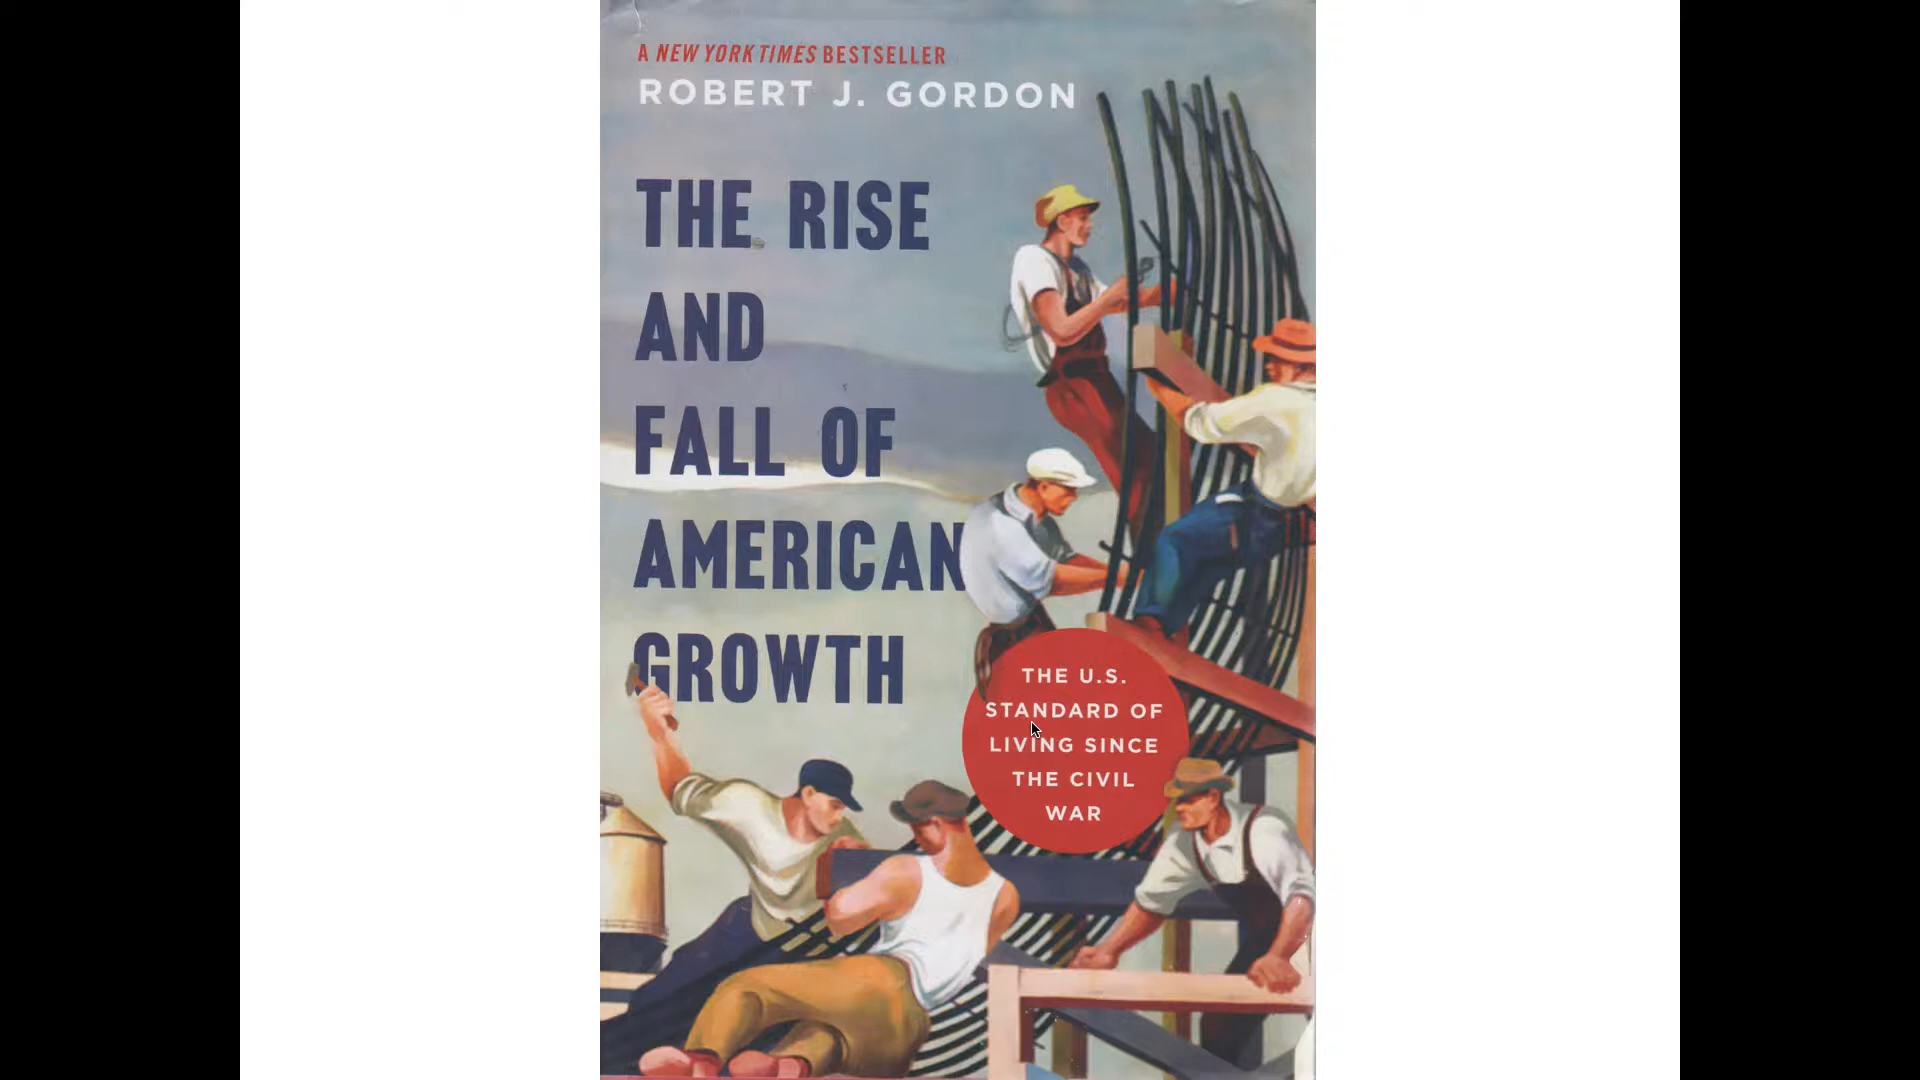 A NEW YORK TIMES BESTSELLER
ROBERT J. GORDON
THE RISE
AND
FALL OF
AMERICAN
GROWTH
THE U.S.
STANDARD OF
LIVING SINCE
THE CIVIL
WAR